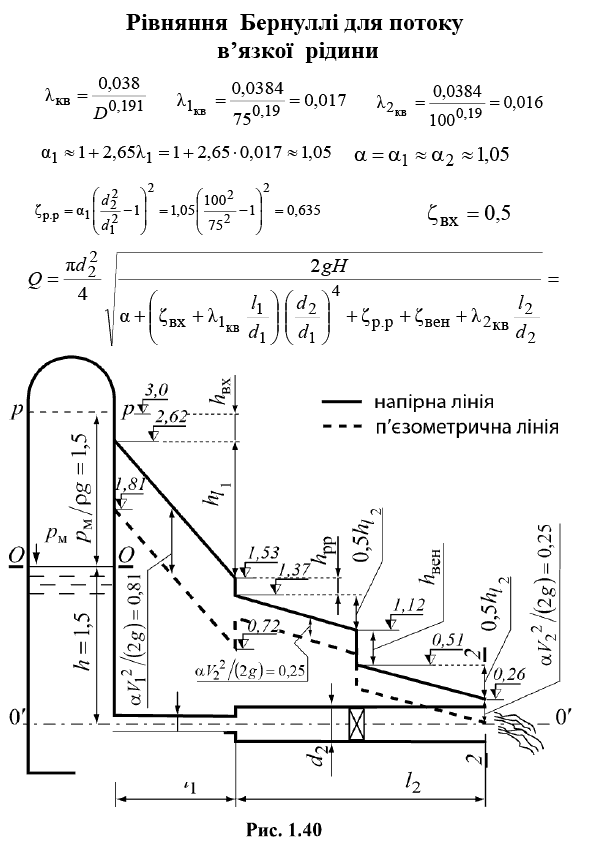 Рівняння Бернуллі для потоку
в’язкої рідини
λкв = 0,038 / D^0,191   λ1кв = 0,0384 / 75^0,19 = 0,017   λ2кв = 0,0384 / 100^0,19 = 0,016
α1 ≈ 1 + 2,65λ1 = 1 + 2,65 · 0,017 ≈ 1,05   α = α1 ≈ α2 ≈ 1,05
ζр.р = α1(d2²/d1² − 1)² = 1,05(100²/75² − 1)² = 0,635   ζвх = 0,5
Q = πd2²/4 √(2gH / (α + (ζвх + λ1кв l1/d1)(d2/d1)⁴ + ζр.р + ζвен + λ2кв l2/d2)) =
напірна лінія
п’єзометрична лінія
p
p
3,0
hвх
2,62
pм/ρg = 1,5
1,81
hl1
pм
O
O
αV1²/(2g) = 0,81
1,53
1,37
hрр
0,5hl2
hвен
1,12
0,72
αV2²/(2g) = 0,25
0,51
0,5hl2
αV2²/(2g) = 0,25
h = 1,5
2
0,26
0′
0′
d2
2
l2
Рис. 1.40